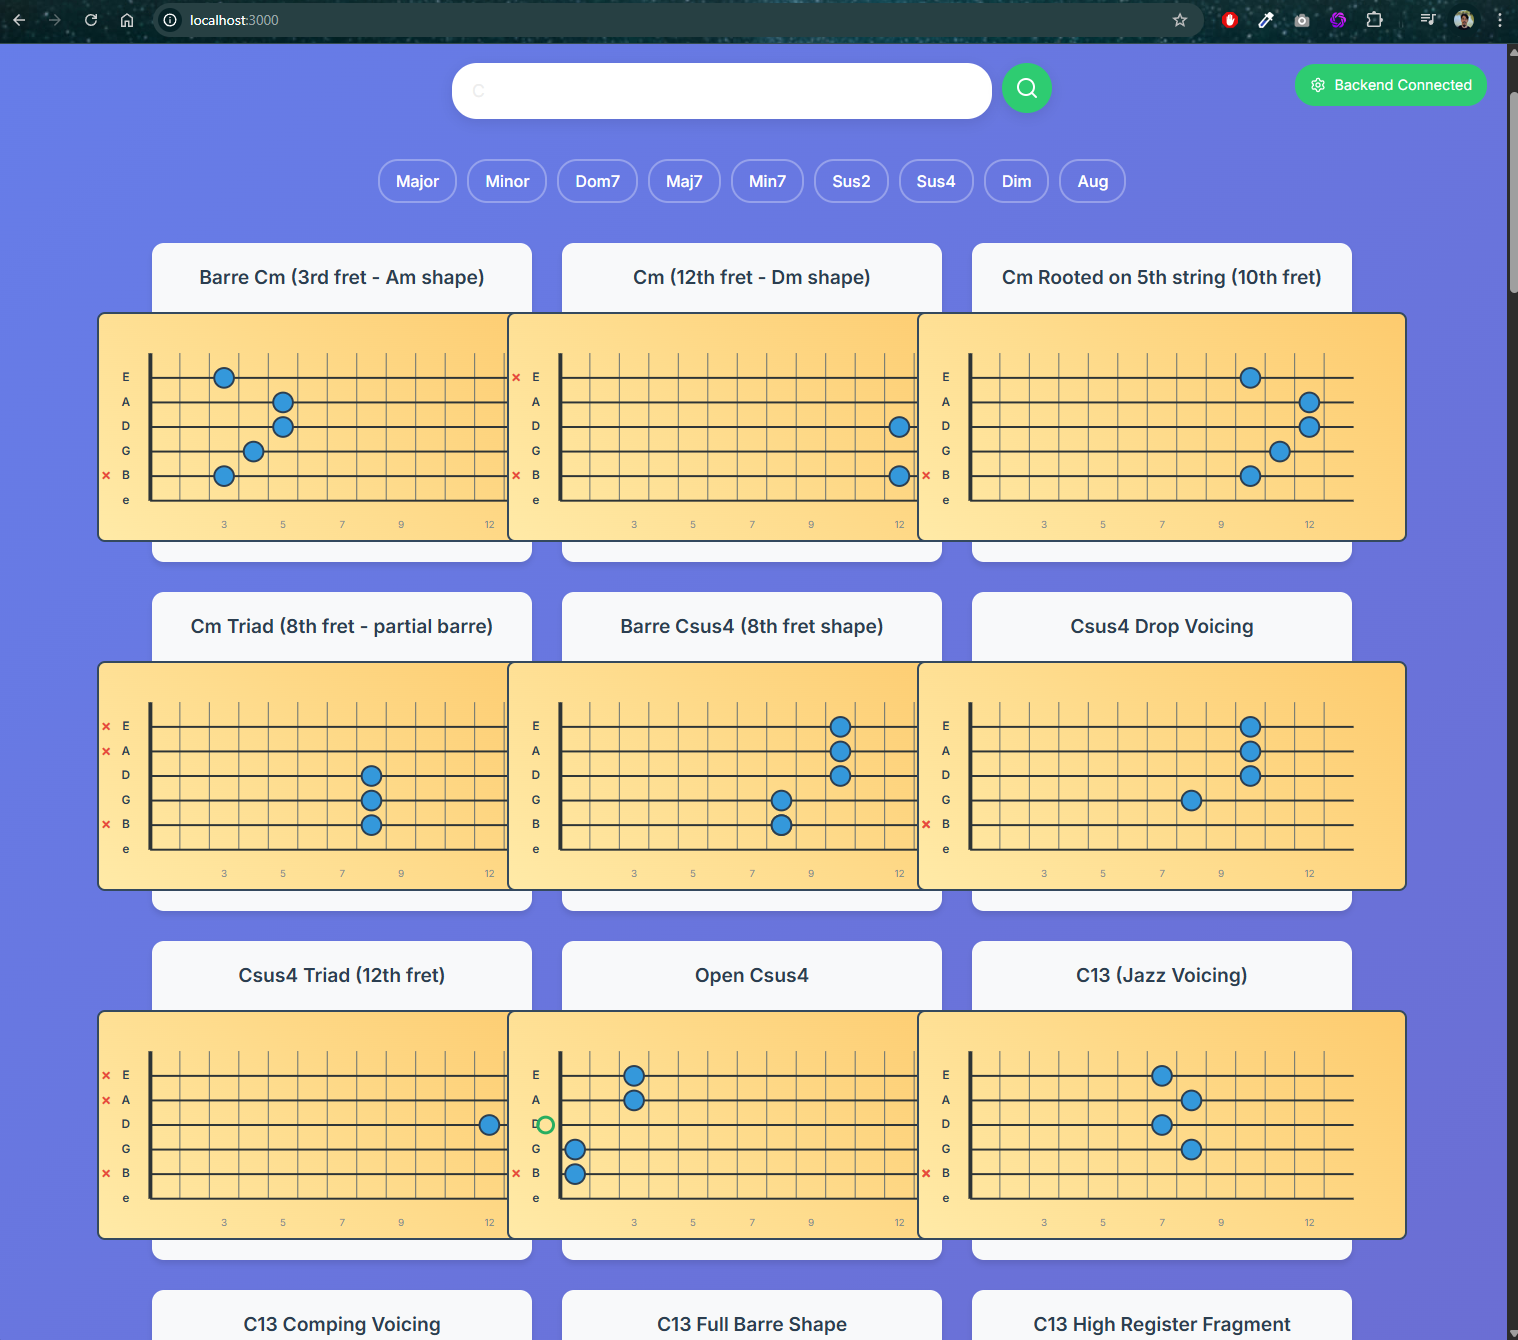 localhost:3000
C
Backend Connected
Major Minor Dom7 Maj7 Min7 Sus2 Sus4 Dim Aug
Barre Cm (3rd fret - Am shape)
E
A
D
G
× B
e
3 5 7 9 12
Cm (12th fret - Dm shape)
× E
A
D
G
× B
e
3 5 7 9 12
Cm Rooted on 5th string (10th fret)
E
A
D
G
× B
e
3 5 7 9 12
Cm Triad (8th fret - partial barre)
× E
× A
D
G
× B
e
3 5 7 9 12
Barre Csus4 (8th fret shape)
E
A
D
G
B
e
3 5 7 9 12
Csus4 Drop Voicing
E
A
D
G
× B
e
3 5 7 9 12
Csus4 Triad (12th fret)
× E
× A
D
G
× B
e
3 5 7 9 12
Open Csus4
E
A
D
G
× B
e
3 5 7 9 12
C13 (Jazz Voicing)
E
A
D
G
× B
e
3 5 7 9 12
C13 Comping Voicing
C13 Full Barre Shape
C13 High Register Fragment